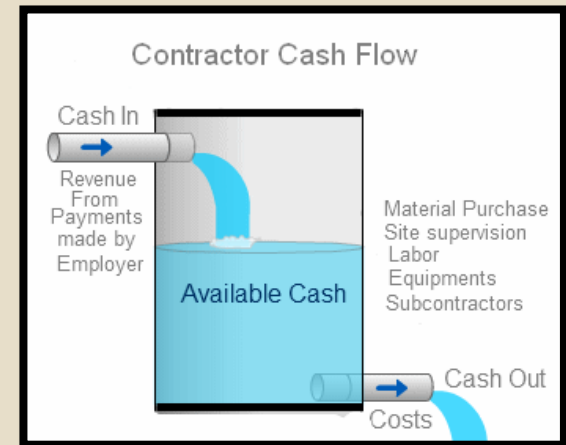 Contractor Cash Flow
Cash In
Revenue
From
Payments
made by
Employer
Available Cash
Material Purchase
Site supervision
Labor
Equipments
Subcontractors
Cash Out
Costs